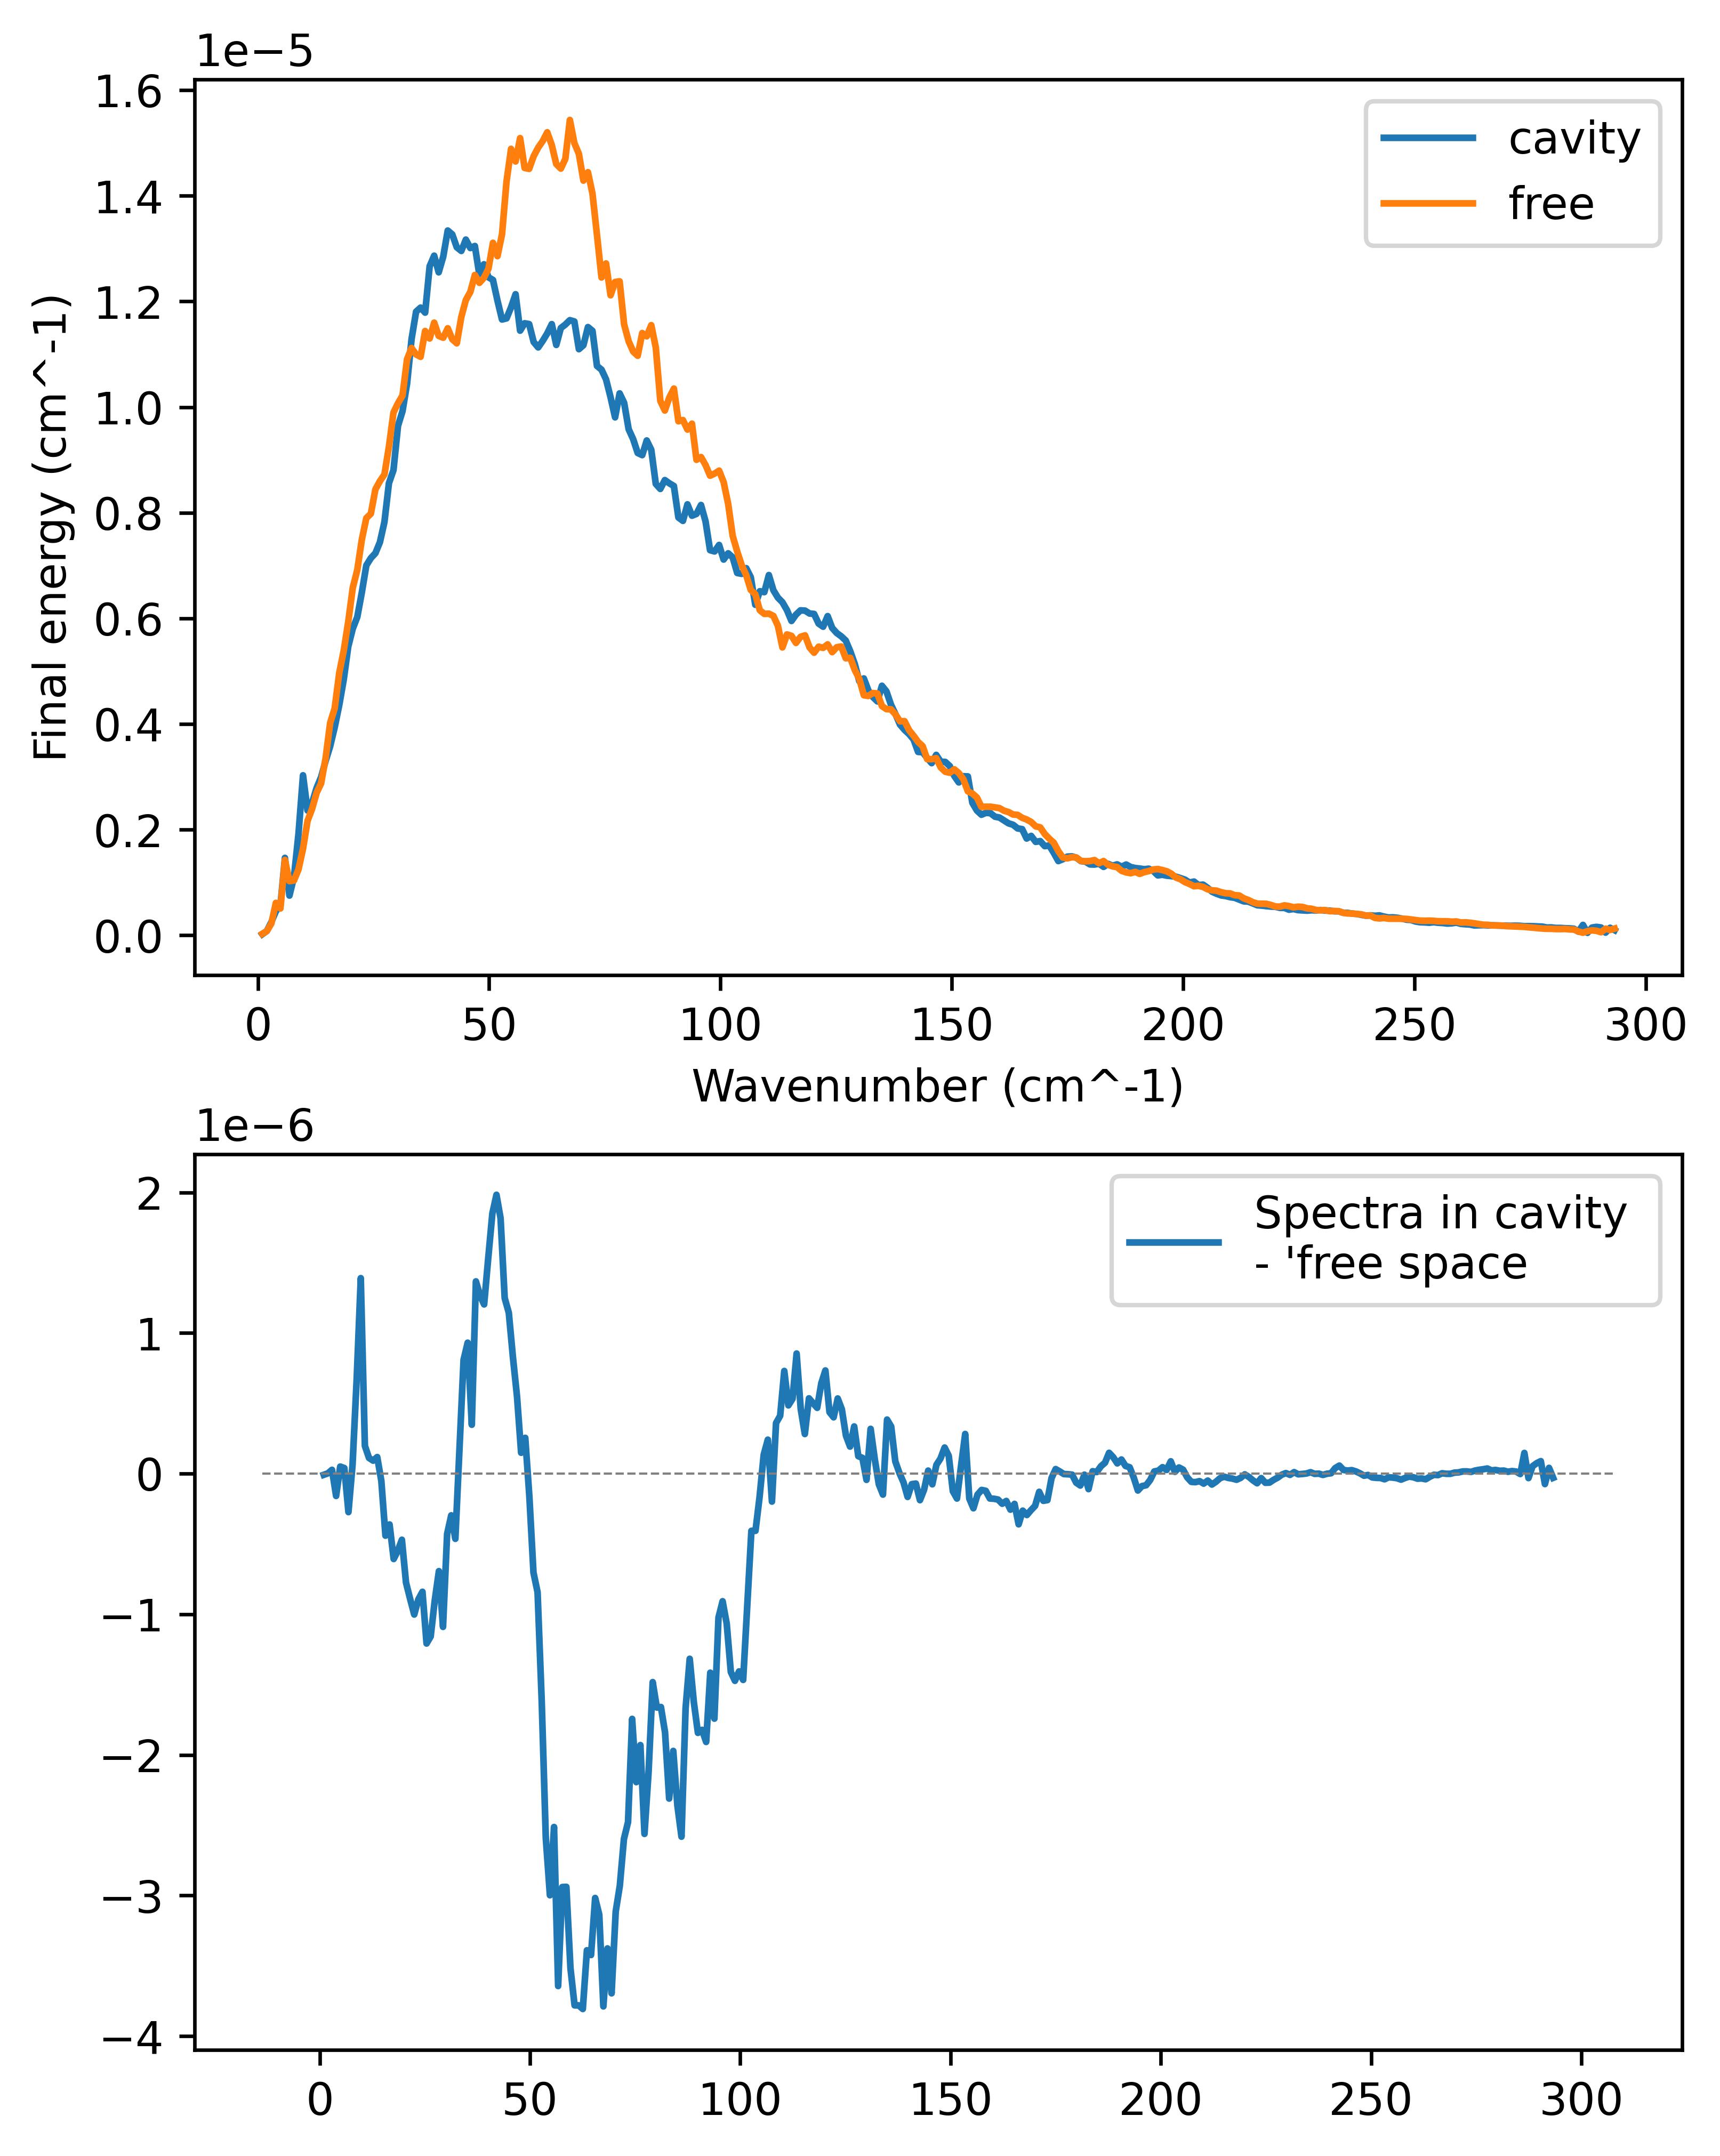 1e−5
1.6
1.4
1.2
1.0
0.8
0.6
0.4
0.2
0.0
Final energy (cm^-1)
cavity
free
0 50 100 150 200 250 300
Wavenumber (cm^-1)
1e−6
2
1
0
−1
−2
−3
−4
Spectra in cavity
- 'free space
0 50 100 150 200 250 300